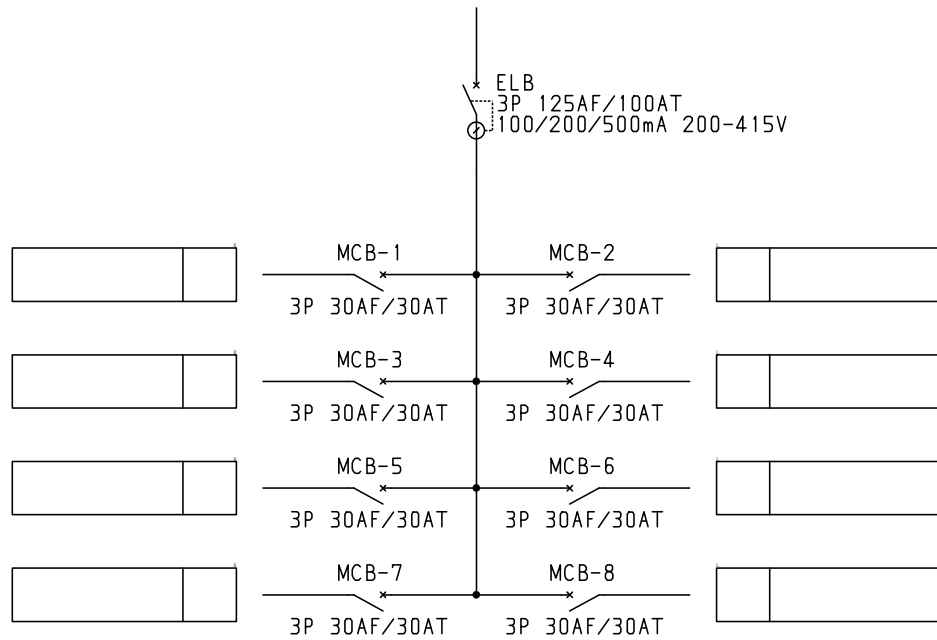 ELB
3P 125AF/100AT
100/200/500mA 200-415V
MCB-1
MCB-2
3P 30AF/30AT
3P 30AF/30AT
MCB-3
MCB-4
3P 30AF/30AT
3P 30AF/30AT
MCB-5
MCB-6
3P 30AF/30AT
3P 30AF/30AT
MCB-7
MCB-8
3P 30AF/30AT
3P 30AF/30AT